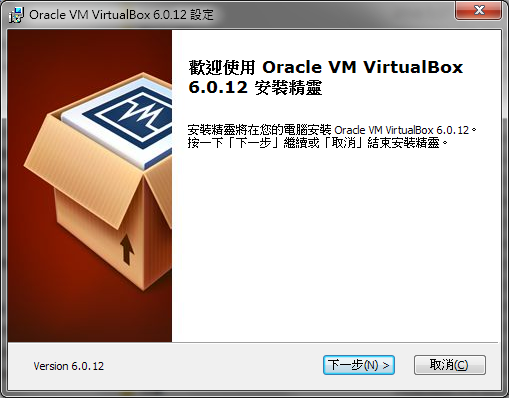 Oracle VM VirtualBox 6.0.12 設定
歡迎使用 Oracle VM VirtualBox
6.0.12 安裝精靈
安裝精靈將在您的電腦安裝 Oracle VM VirtualBox 6.0.12。
按一下「下一步」繼續或「取消」結束安裝精靈。
VM
Version 6.0.12
下一步(N) >
取消(C)